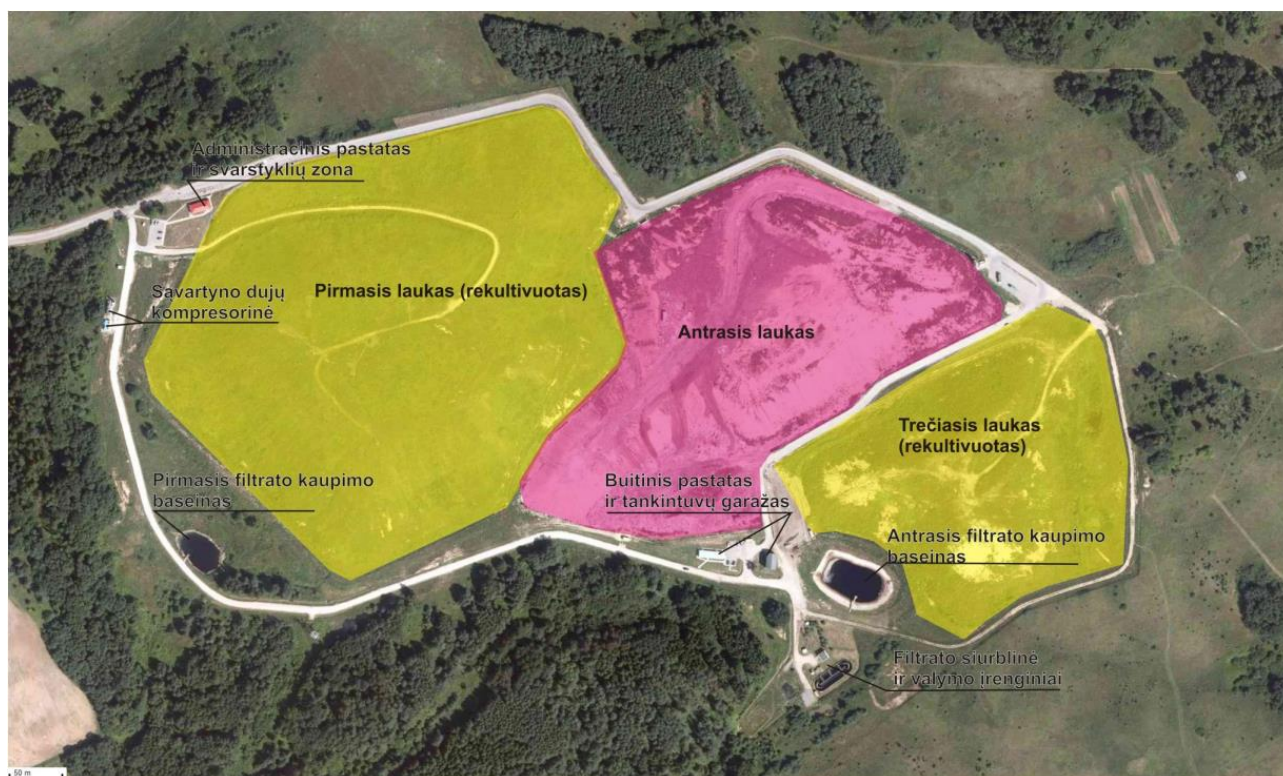 Administracinis pastatas
ir svarstyklių zona
Pirmasis laukas (rekultivuotas)
Sąvartyno dujų
kompresorinė
Antrasis laukas
Trečiasis laukas
(rekultivuotas)
Pirmasis filtrato kaupimo
baseinas
Buitinis pastatas
ir tankintuvų garažas
Antrasis filtrato kaupimo
baseinas
Filtrato siurblinė
ir valymo įrenginiai
50 m